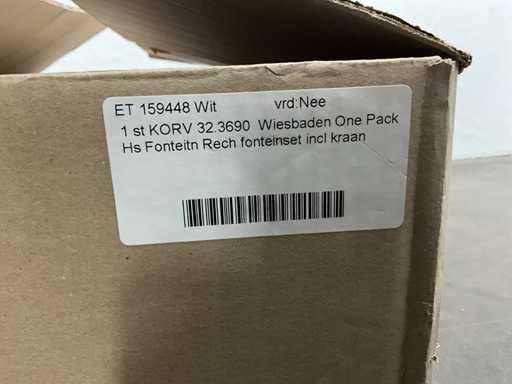 ET 159448 Wit vrd:Nee
1 st KORV 32.3690 Wiesbaden One Pack
Hs Fonteitn Rech fonteinset incl kraan